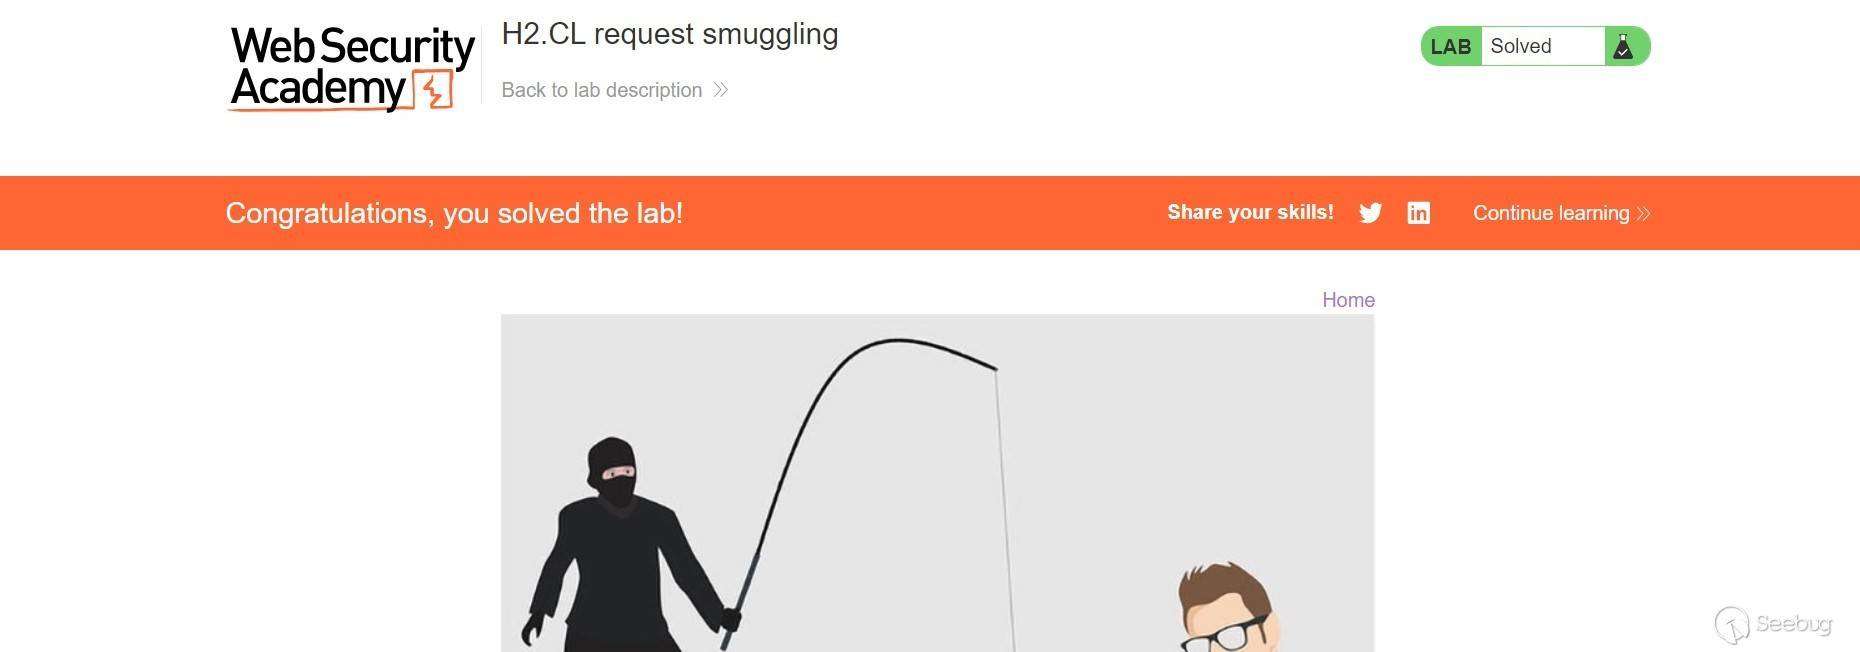 Web Security
Academy
H2.CL request smuggling
Back to lab description
LAB Solved
Congratulations, you solved the lab!
Share your skills!
in
Continue learning
Home
Seebug